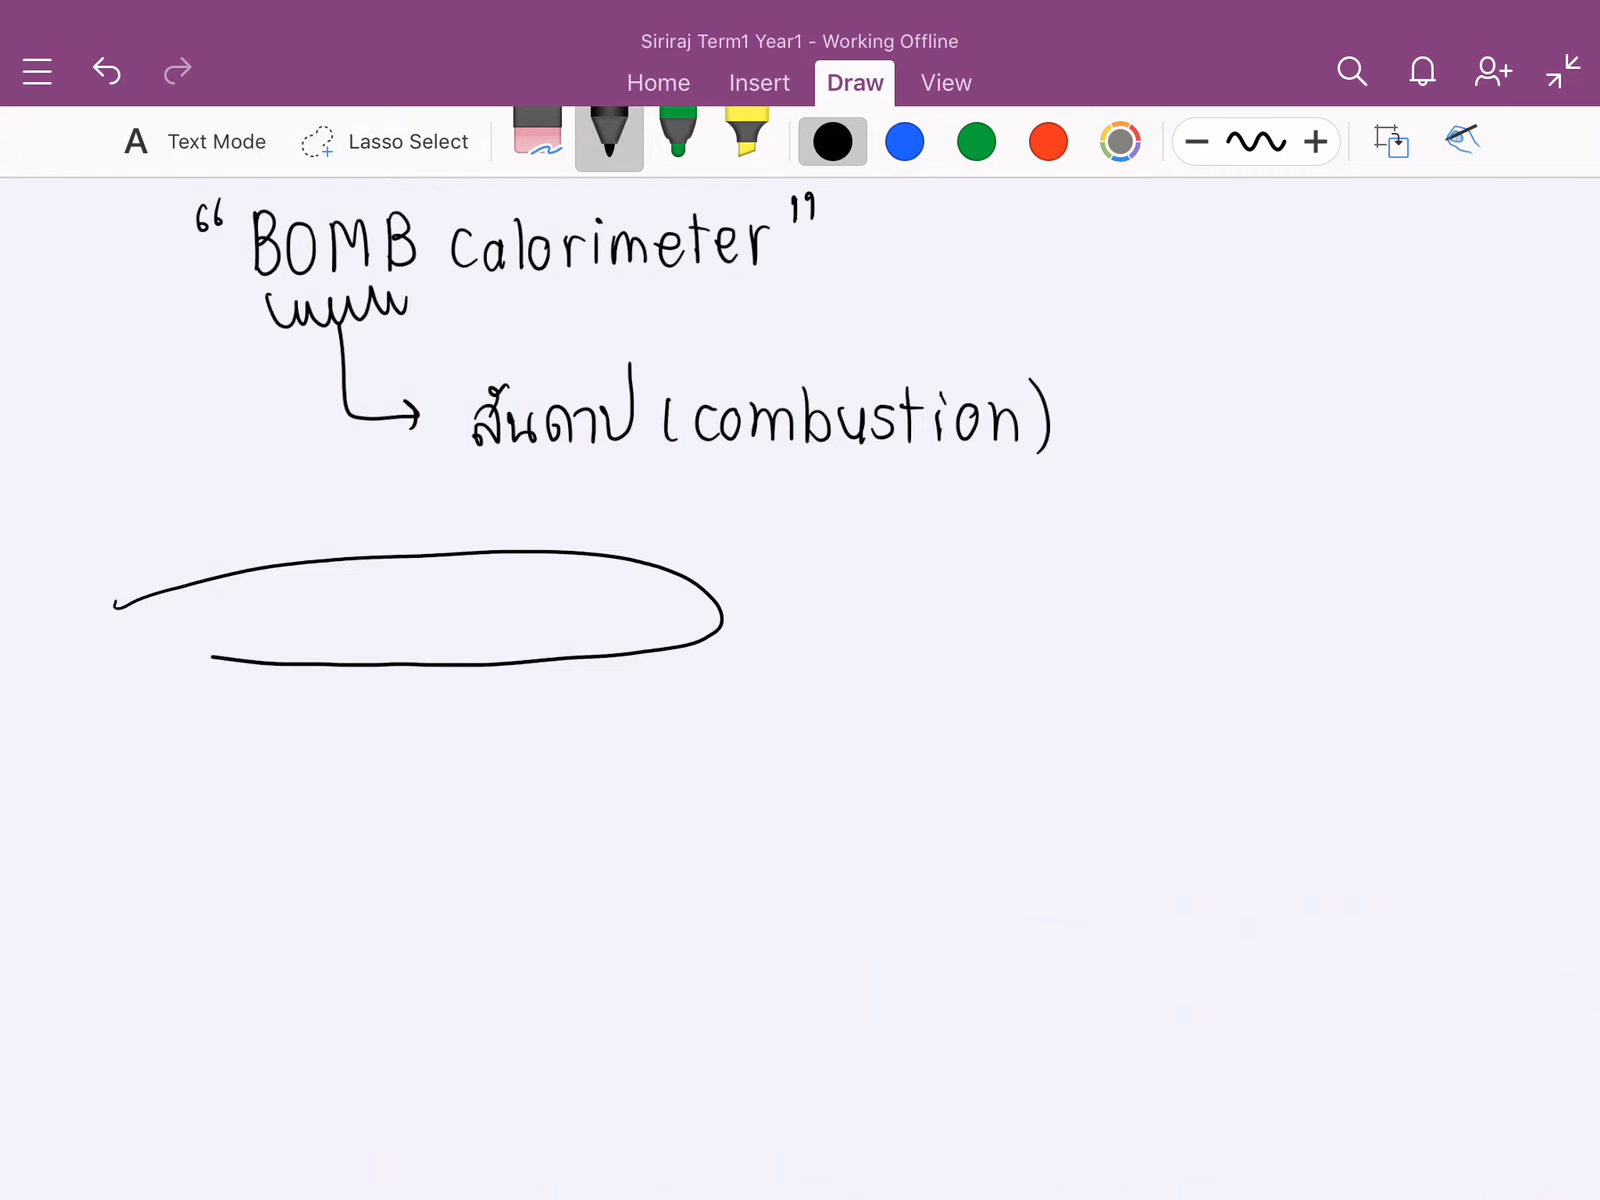 Siriraj Term1 Year1 - Working Offline
Home Insert Draw View
A Text Mode Lasso Select
"BOMB calorimeter"
สันดาป (combustion)